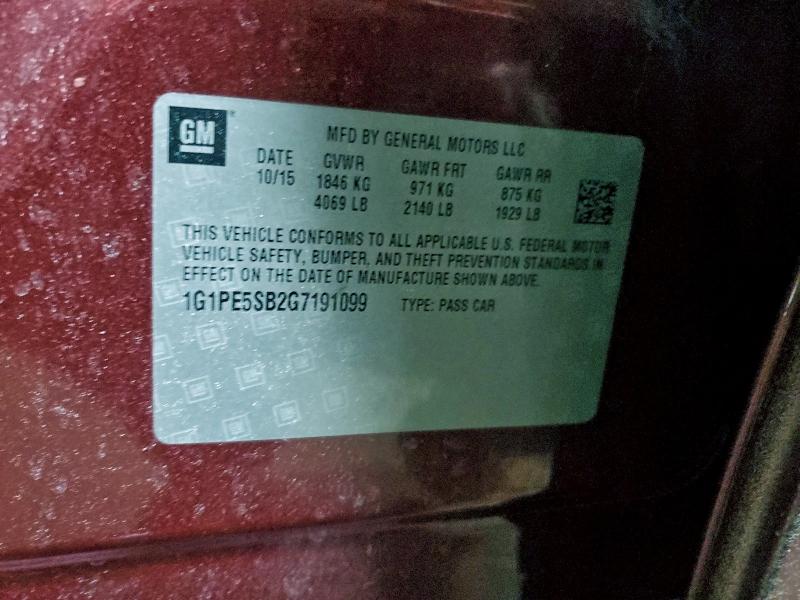 GM
MFD BY GENERAL MOTORS LLC
DATE GVWR GAWR FRT GAWR RR
10/15 1846 KG 971 KG 875 KG
4069 LB 2140 LB 1929 LB
THIS VEHICLE CONFORMS TO ALL APPLICABLE U.S. FEDERAL MOTOR
VEHICLE SAFETY, BUMPER, AND THEFT PREVENTION STANDARDS IN
EFFECT ON THE DATE OF MANUFACTURE SHOWN ABOVE.
1G1PE5SB2G7191099 TYPE: PASS CAR